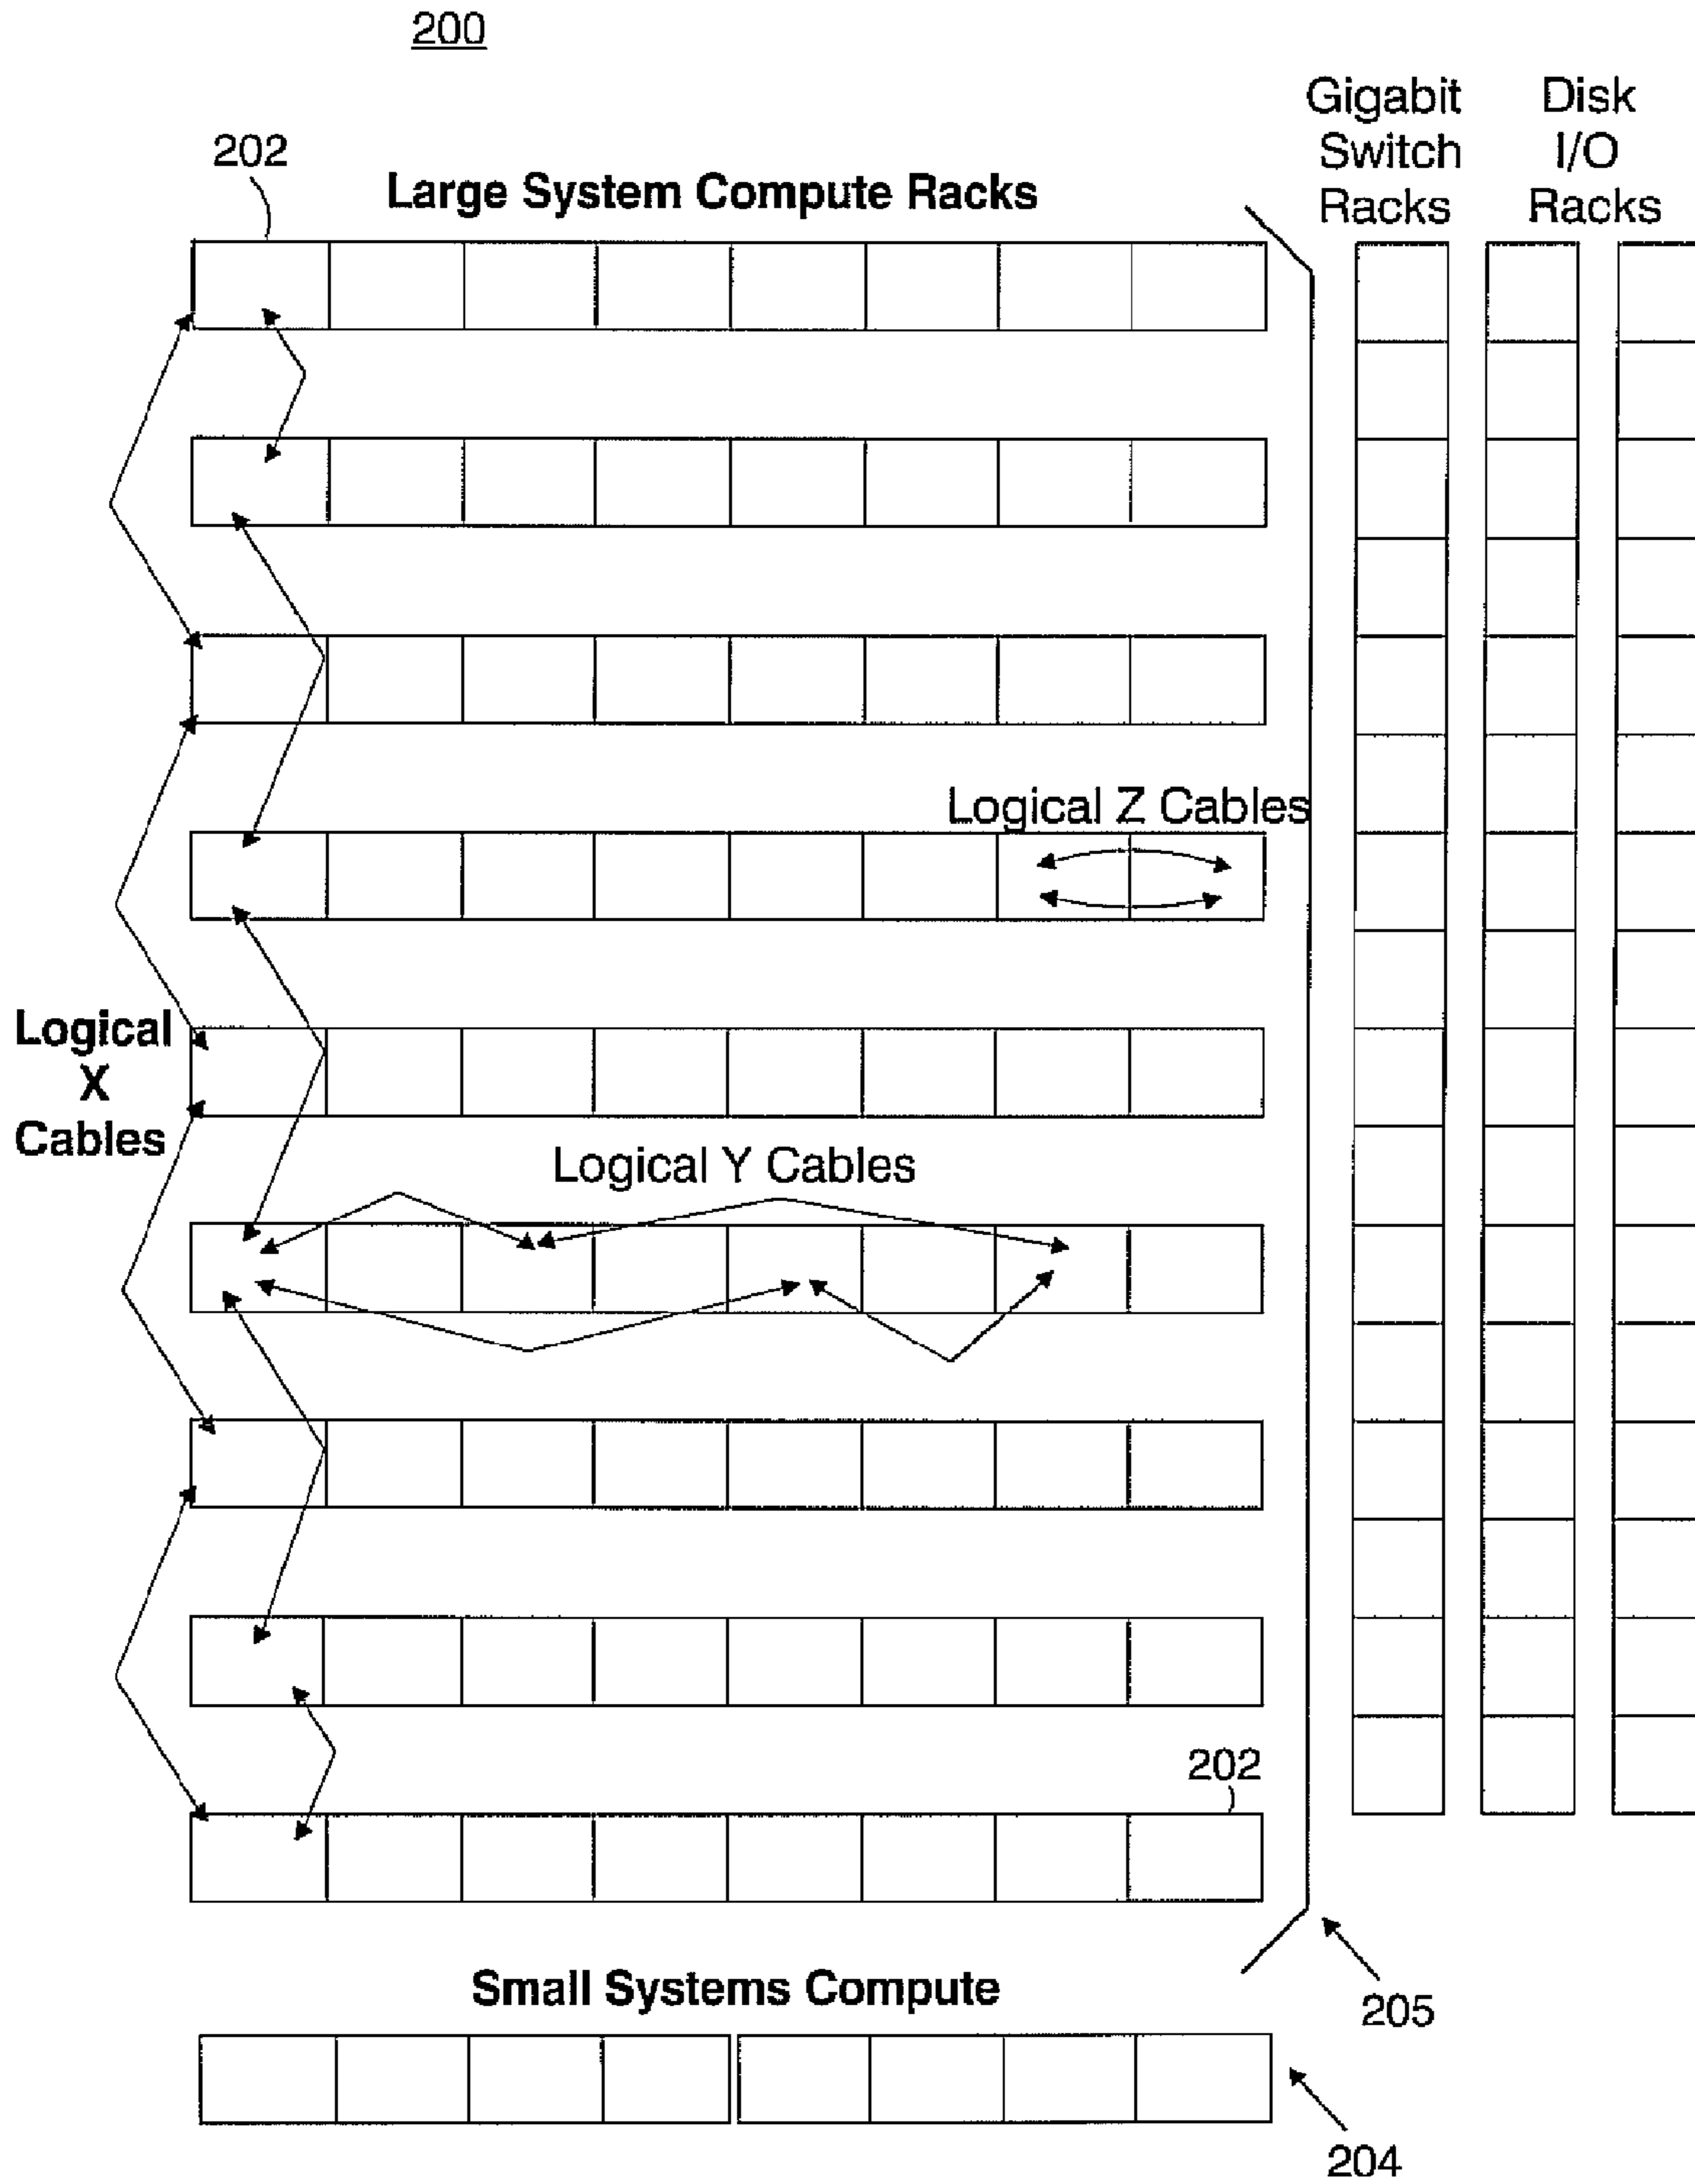 200
Gigabit
Switch
Racks
Disk
I/O
Racks
202
Large System Compute Racks
Logical Z Cables
Logical
X
Cables
Logical Y Cables
202
Small Systems Compute
205
204